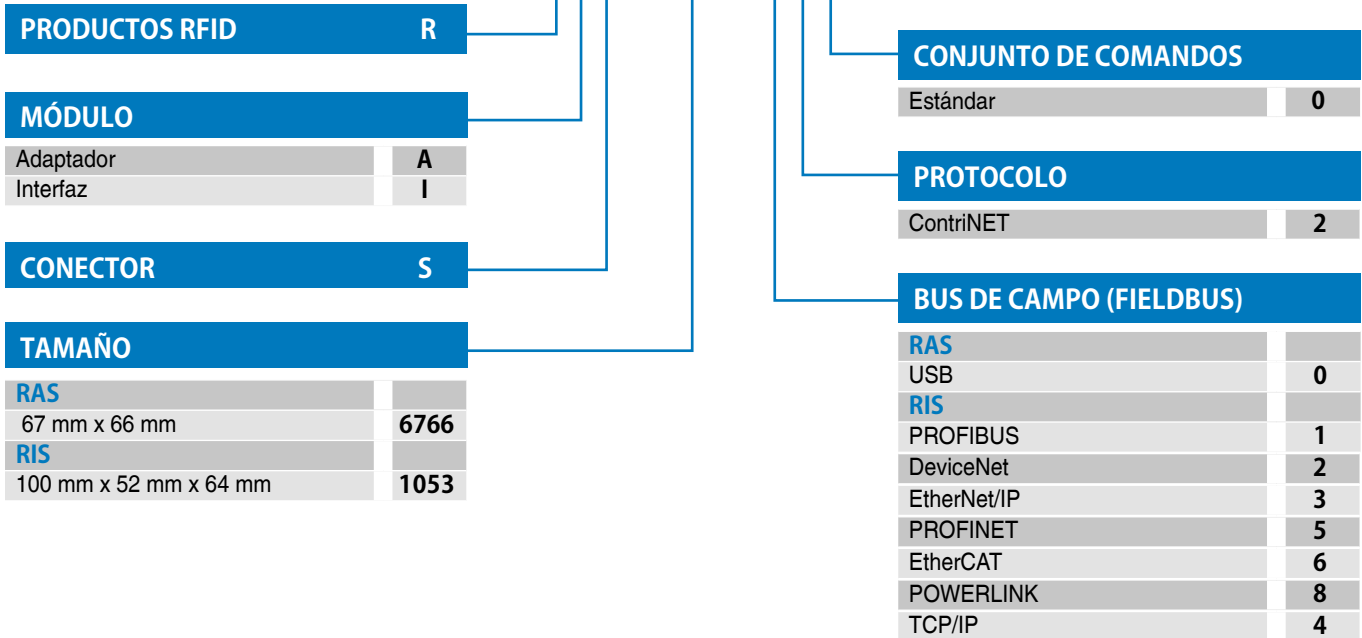 PRODUCTOS RFID R
MÓDULO
Adaptador A
Interfaz I
CONECTOR S
TAMAÑO
RAS
67 mm x 66 mm 6766
RIS
100 mm x 52 mm x 64 mm 1053
CONJUNTO DE COMANDOS
Estándar 0
PROTOCOLO
ContriNET 2
BUS DE CAMPO (FIELDBUS)
RAS
USB 0
RIS
PROFIBUS 1
DeviceNet 2
EtherNet/IP 3
PROFINET 5
EtherCAT 6
POWERLINK 8
TCP/IP 4